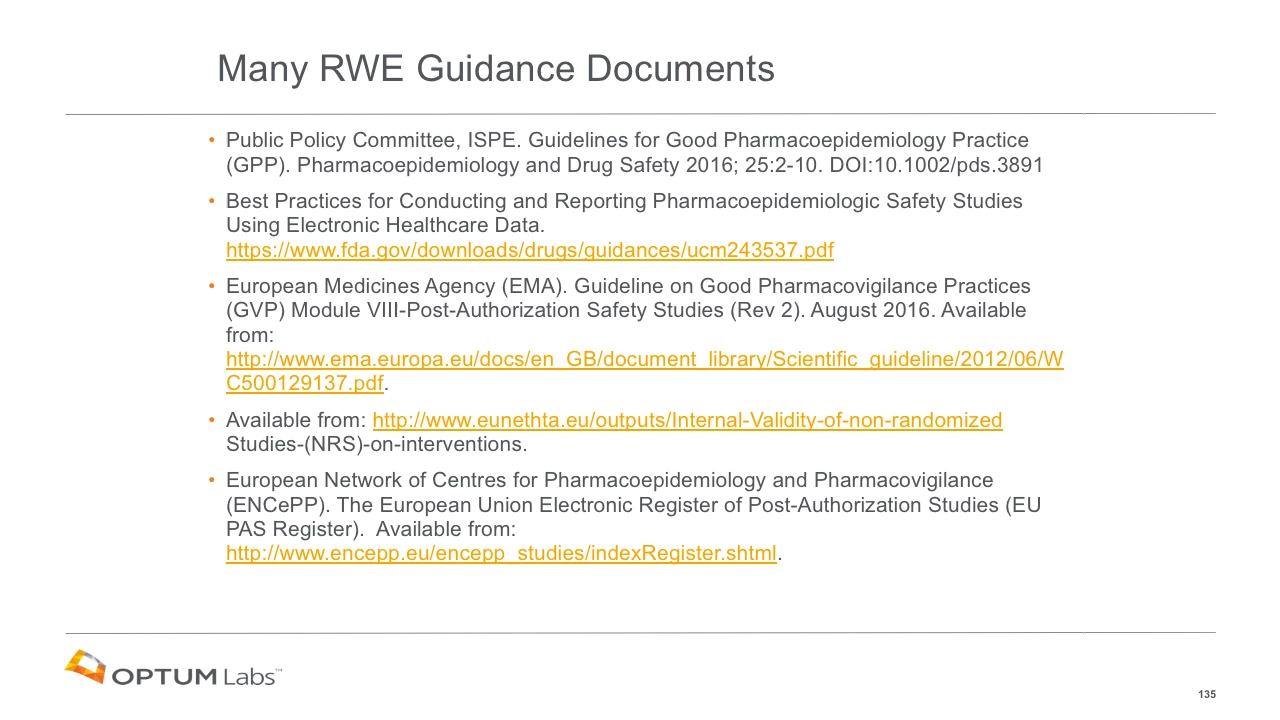 Many RWE Guidance Documents
• Public Policy Committee, ISPE. Guidelines for Good Pharmacoepidemiology Practice
(GPP). Pharmacoepidemiology and Drug Safety 2016; 25:2-10. DOI:10.1002/pds.3891
• Best Practices for Conducting and Reporting Pharmacoepidemiologic Safety Studies
Using Electronic Healthcare Data.
https://www.fda.gov/downloads/drugs/guidances/ucm243537.pdf
• European Medicines Agency (EMA). Guideline on Good Pharmacovigilance Practices
(GVP) Module VIII-Post-Authorization Safety Studies (Rev 2). August 2016. Available
from:
http://www.ema.europa.eu/docs/en_GB/document_library/Scientific_guideline/2012/06/W
C500129137.pdf.
• Available from: http://www.eunethta.eu/outputs/Internal-Validity-of-non-randomized
Studies-(NRS)-on-interventions.
• European Network of Centres for Pharmacoepidemiology and Pharmacovigilance
(ENCePP). The European Union Electronic Register of Post-Authorization Studies (EU
PAS Register).  Available from:
http://www.encepp.eu/encepp_studies/indexRegister.shtml.
OPTUM Labs™
135